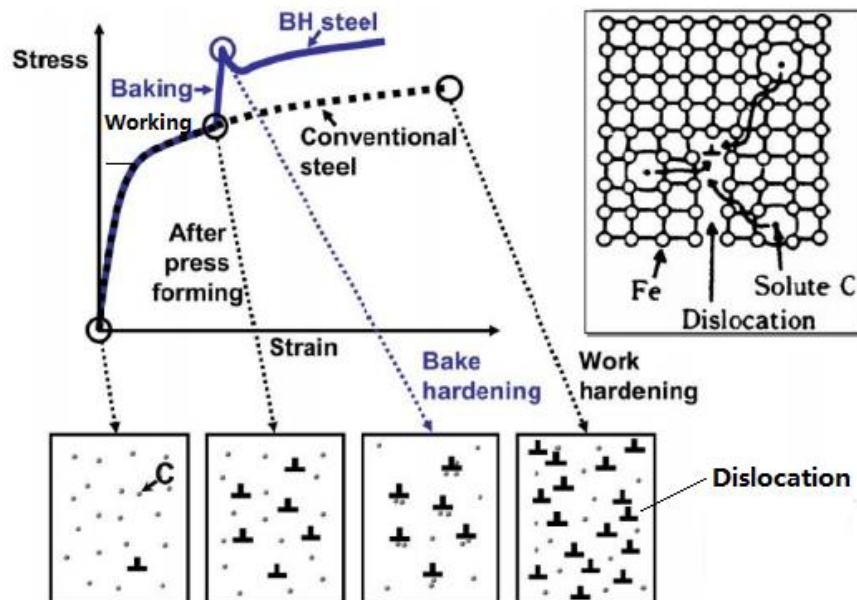 Stress
BH steel
Baking
Working
Conventional
steel
After
press
forming
Strain
Fe
Solute C
Dislocation
Bake
hardening
Work
hardening
C
Dislocation